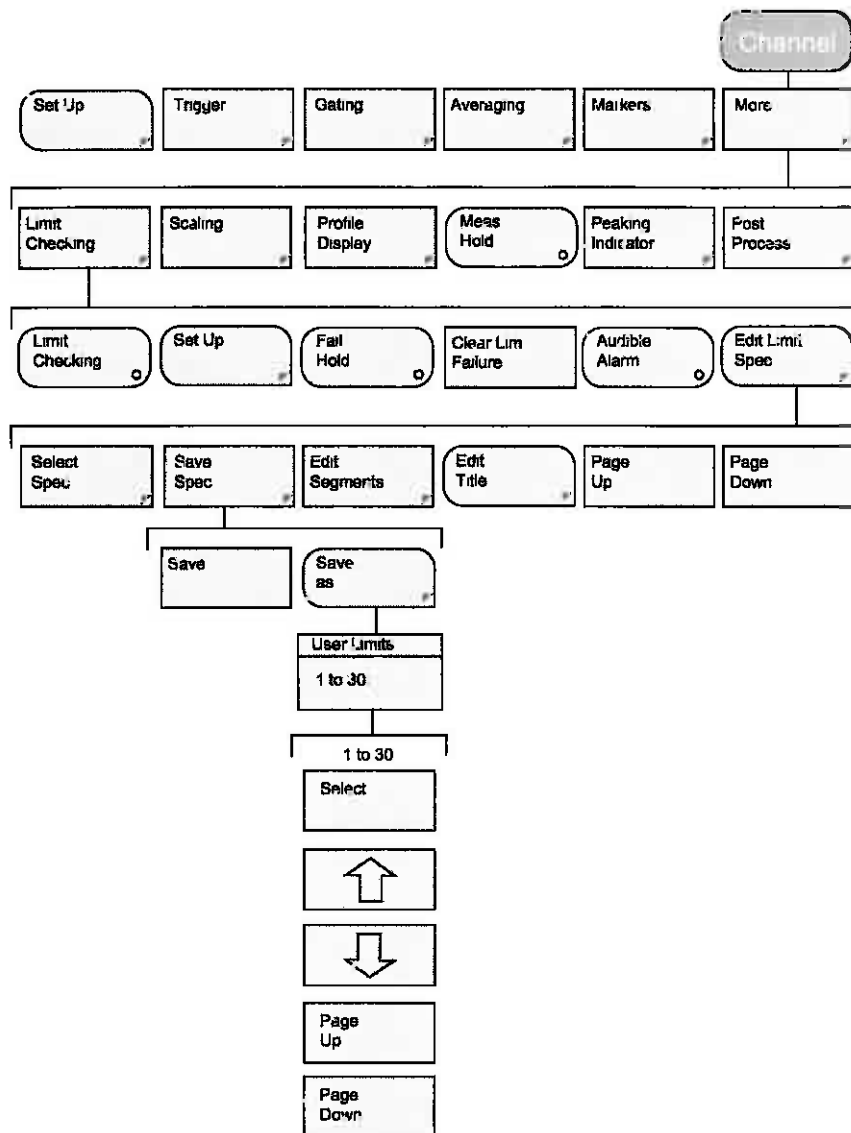 Channel
Set Up
Trigger
Gating
Averaging
Markers
More
Limit
Checking
Scaling
Profile
Display
Meas
Hold
Peaking
Indicator
Post
Process
Limit
Checking
Set Up
Fail
Hold
Clear Lim
Failure
Audible
Alarm
Edit Limit
Spec
Select
Spec
Save
Spec
Edit
Segments
Edit
Title
Page
Up
Page
Down
Save
Save
as
User Limits
1 to 30
1 to 30
Select
Page
Up
Page
Down